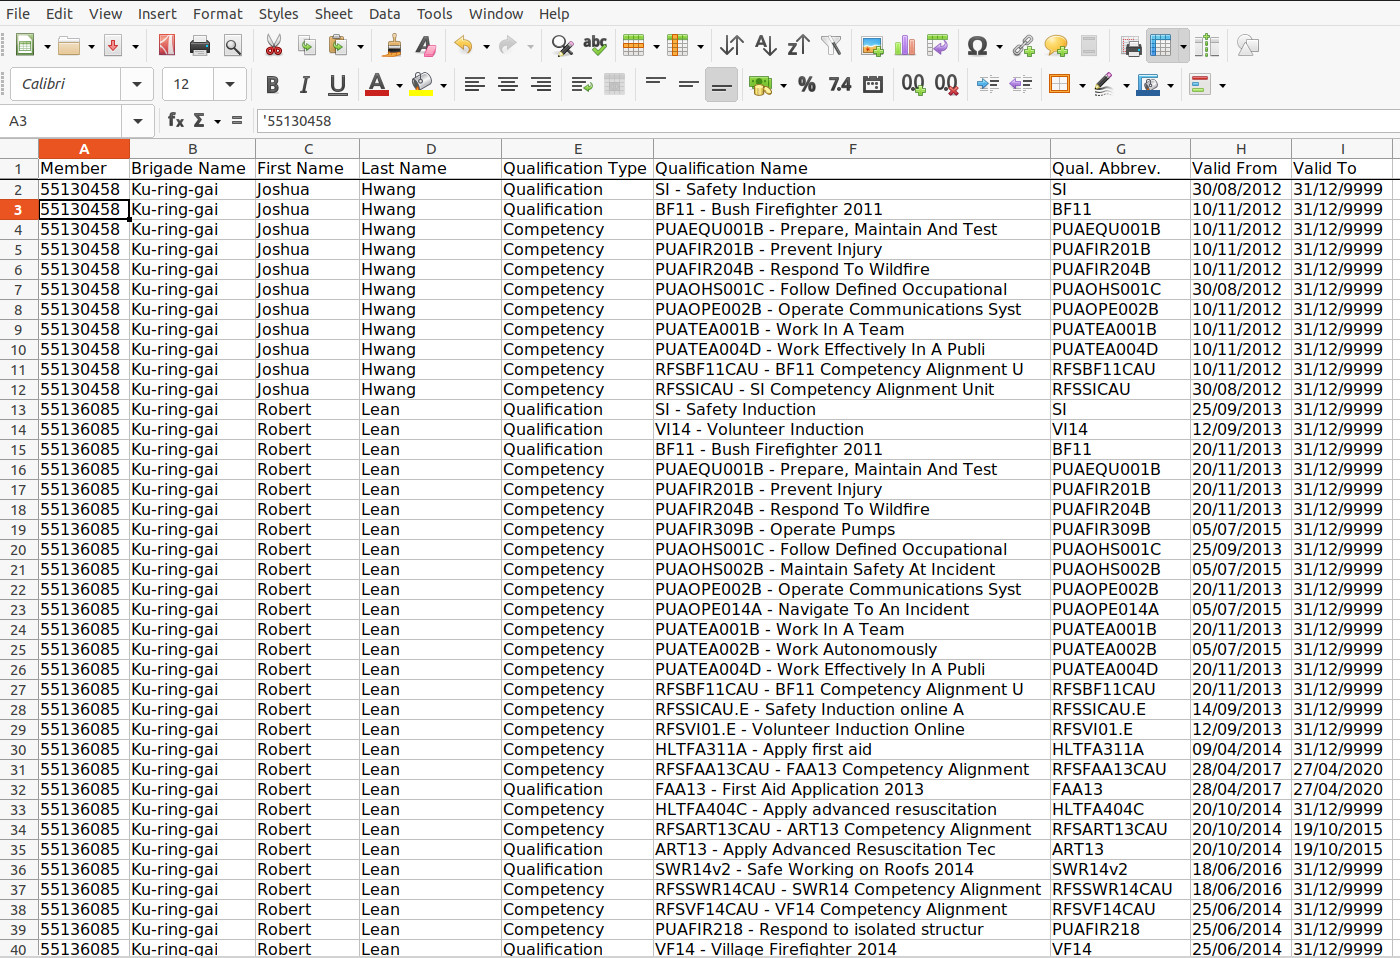 File Edit View Insert Format Styles Sheet Data Tools Window Help
abc
Calibri 12 B I U A % 7.4 0.0 0.0
A3 fx Σ = '55130458
A B C D E F G H I
1 Member Brigade Name First Name Last Name Qualification Type Qualification Name Qual. Abbrev. Valid From Valid To
2 55130458 Ku-ring-gai Joshua Hwang Qualification SI - Safety Induction SI 30/08/2012 31/12/9999
3 55130458 Ku-ring-gai Joshua Hwang Qualification BF11 - Bush Firefighter 2011 BF11 10/11/2012 31/12/9999
4 55130458 Ku-ring-gai Joshua Hwang Competency PUAEQU001B - Prepare, Maintain And Test PUAEQU001B 10/11/2012 31/12/9999
5 55130458 Ku-ring-gai Joshua Hwang Competency PUAFIR201B - Prevent Injury PUAFIR201B 10/11/2012 31/12/9999
6 55130458 Ku-ring-gai Joshua Hwang Competency PUAFIR204B - Respond To Wildfire PUAFIR204B 10/11/2012 31/12/9999
7 55130458 Ku-ring-gai Joshua Hwang Competency PUAOHS001C - Follow Defined Occupational PUAOHS001C 30/08/2012 31/12/9999
8 55130458 Ku-ring-gai Joshua Hwang Competency PUAOPE002B - Operate Communications Syst PUAOPE002B 10/11/2012 31/12/9999
9 55130458 Ku-ring-gai Joshua Hwang Competency PUATEA001B - Work In A Team PUATEA001B 10/11/2012 31/12/9999
10 55130458 Ku-ring-gai Joshua Hwang Competency PUATEA004D - Work Effectively In A Publi PUATEA004D 10/11/2012 31/12/9999
11 55130458 Ku-ring-gai Joshua Hwang Competency RFSBF11CAU - BF11 Competency Alignment U RFSBF11CAU 10/11/2012 31/12/9999
12 55130458 Ku-ring-gai Joshua Hwang Competency RFSSICAU - SI Competency Alignment Unit RFSSICAU 30/08/2012 31/12/9999
13 55136085 Ku-ring-gai Robert Lean Qualification SI - Safety Induction SI 25/09/2013 31/12/9999
14 55136085 Ku-ring-gai Robert Lean Qualification VI14 - Volunteer Induction VI14 12/09/2013 31/12/9999
15 55136085 Ku-ring-gai Robert Lean Qualification BF11 - Bush Firefighter 2011 BF11 20/11/2013 31/12/9999
16 55136085 Ku-ring-gai Robert Lean Competency PUAEQU001B - Prepare, Maintain And Test PUAEQU001B 20/11/2013 31/12/9999
17 55136085 Ku-ring-gai Robert Lean Competency PUAFIR201B - Prevent Injury PUAFIR201B 20/11/2013 31/12/9999
18 55136085 Ku-ring-gai Robert Lean Competency PUAFIR204B - Respond To Wildfire PUAFIR204B 20/11/2013 31/12/9999
19 55136085 Ku-ring-gai Robert Lean Competency PUAFIR309B - Operate Pumps PUAFIR309B 05/07/2015 31/12/9999
20 55136085 Ku-ring-gai Robert Lean Competency PUAOHS001C - Follow Defined Occupational PUAOHS001C 25/09/2013 31/12/9999
21 55136085 Ku-ring-gai Robert Lean Competency PUAOHS002B - Maintain Safety At Incident PUAOHS002B 05/07/2015 31/12/9999
22 55136085 Ku-ring-gai Robert Lean Competency PUAOPE002B - Operate Communications Syst PUAOPE002B 20/11/2013 31/12/9999
23 55136085 Ku-ring-gai Robert Lean Competency PUAOPE014A - Navigate To An Incident PUAOPE014A 05/07/2015 31/12/9999
24 55136085 Ku-ring-gai Robert Lean Competency PUATEA001B - Work In A Team PUATEA001B 20/11/2013 31/12/9999
25 55136085 Ku-ring-gai Robert Lean Competency PUATEA002B - Work Autonomously PUATEA002B 05/07/2015 31/12/9999
26 55136085 Ku-ring-gai Robert Lean Competency PUATEA004D - Work Effectively In A Publi PUATEA004D 20/11/2013 31/12/9999
27 55136085 Ku-ring-gai Robert Lean Competency RFSBF11CAU - BF11 Competency Alignment U RFSBF11CAU 20/11/2013 31/12/9999
28 55136085 Ku-ring-gai Robert Lean Competency RFSSICAU.E - Safety Induction online A RFSSICAU.E 14/09/2013 31/12/9999
29 55136085 Ku-ring-gai Robert Lean Competency RFSVI01.E - Volunteer Induction Online RFSVI01.E 12/09/2013 31/12/9999
30 55136085 Ku-ring-gai Robert Lean Competency HLTFA311A - Apply first aid HLTFA311A 09/04/2014 31/12/9999
31 55136085 Ku-ring-gai Robert Lean Competency RFSFAA13CAU - FAA13 Competency Alignment RFSFAA13CAU 28/04/2017 27/04/2020
32 55136085 Ku-ring-gai Robert Lean Qualification FAA13 - First Aid Application 2013 FAA13 28/04/2017 27/04/2020
33 55136085 Ku-ring-gai Robert Lean Competency HLTFA404C - Apply advanced resuscitation HLTFA404C 20/10/2014 31/12/9999
34 55136085 Ku-ring-gai Robert Lean Competency RFSART13CAU - ART13 Competency Alignment RFSART13CAU 20/10/2014 19/10/2015
35 55136085 Ku-ring-gai Robert Lean Qualification ART13 - Apply Advanced Resuscitation Tec ART13 20/10/2014 19/10/2015
36 55136085 Ku-ring-gai Robert Lean Qualification SWR14v2 - Safe Working on Roofs 2014 SWR14v2 18/06/2016 31/12/9999
37 55136085 Ku-ring-gai Robert Lean Competency RFSSWR14CAU - SWR14 Competency Alignment RFSSWR14CAU 18/06/2016 31/12/9999
38 55136085 Ku-ring-gai Robert Lean Competency RFSVF14CAU - VF14 Competency Alignment RFSVF14CAU 25/06/2014 31/12/9999
39 55136085 Ku-ring-gai Robert Lean Competency PUAFIR218 - Respond to isolated structur PUAFIR218 25/06/2014 31/12/9999
40 55136085 Ku-ring-gai Robert Lean Qualification VF14 - Village Firefighter 2014 VF14 25/06/2014 31/12/9999